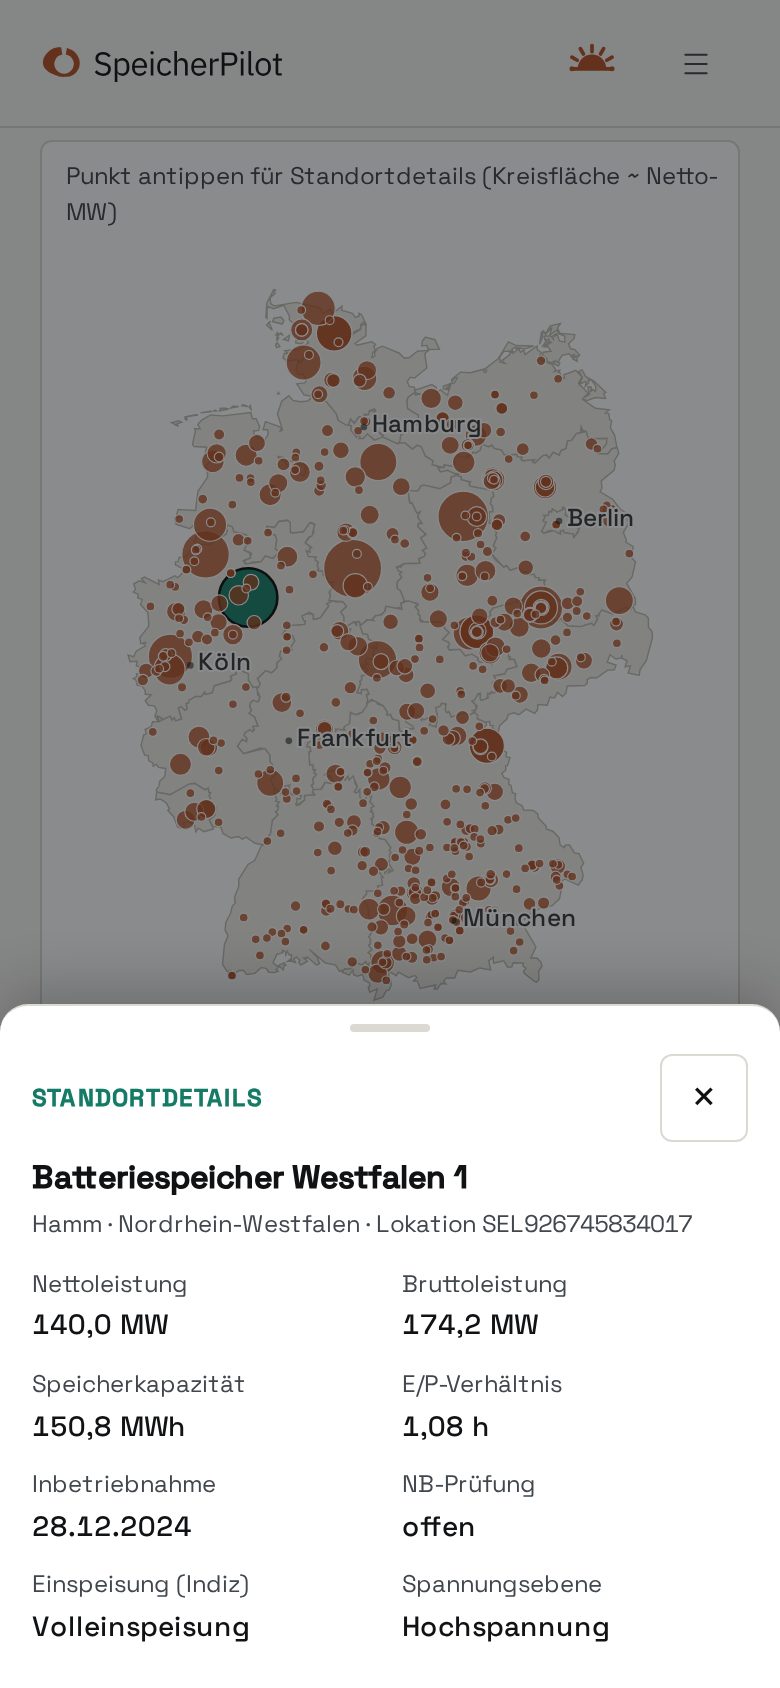 SpeicherPilot
Punkt antippen für Standortdetails (Kreisfläche ~ Netto-
MW)
Hamburg
Berlin
Köln
Frankfurt
München
STANDORTDETAILS
Batteriespeicher Westfalen 1
Hamm · Nordrhein-Westfalen · Lokation SEL926745834017
Nettoleistung Bruttoleistung
140,0 MW 174,2 MW
Speicherkapazität E/P-Verhältnis
150,8 MWh 1,08 h
Inbetriebnahme NB-Prüfung
28.12.2024 offen
Einspeisung (Indiz) Spannungsebene
Volleinspeisung Hochspannung